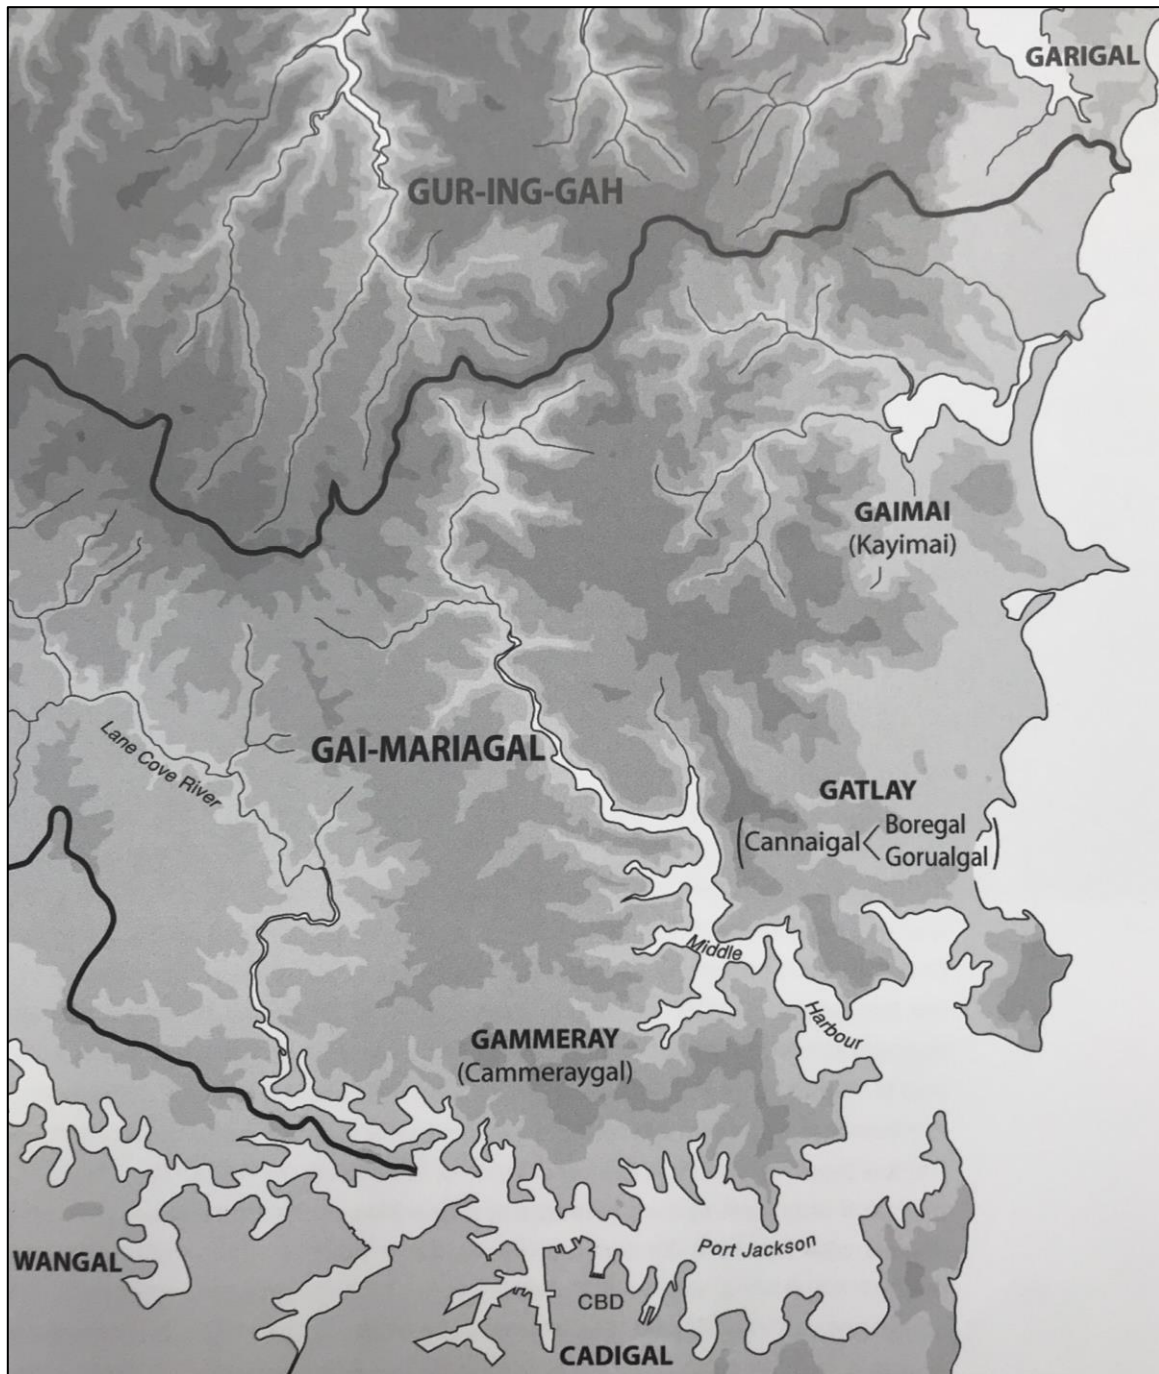 GARIGAL
GUR-ING-GAH
GAIMAI
(Kayimai)
Lane Cove River
GAI-MARIAGAL
GATLAY
(Cannaigal < Boregal
Gorualgal)
Middle
Harbour
GAMMERAY
(Cammeraygal)
WANGAL
Port Jackson
CBD
CADIGAL